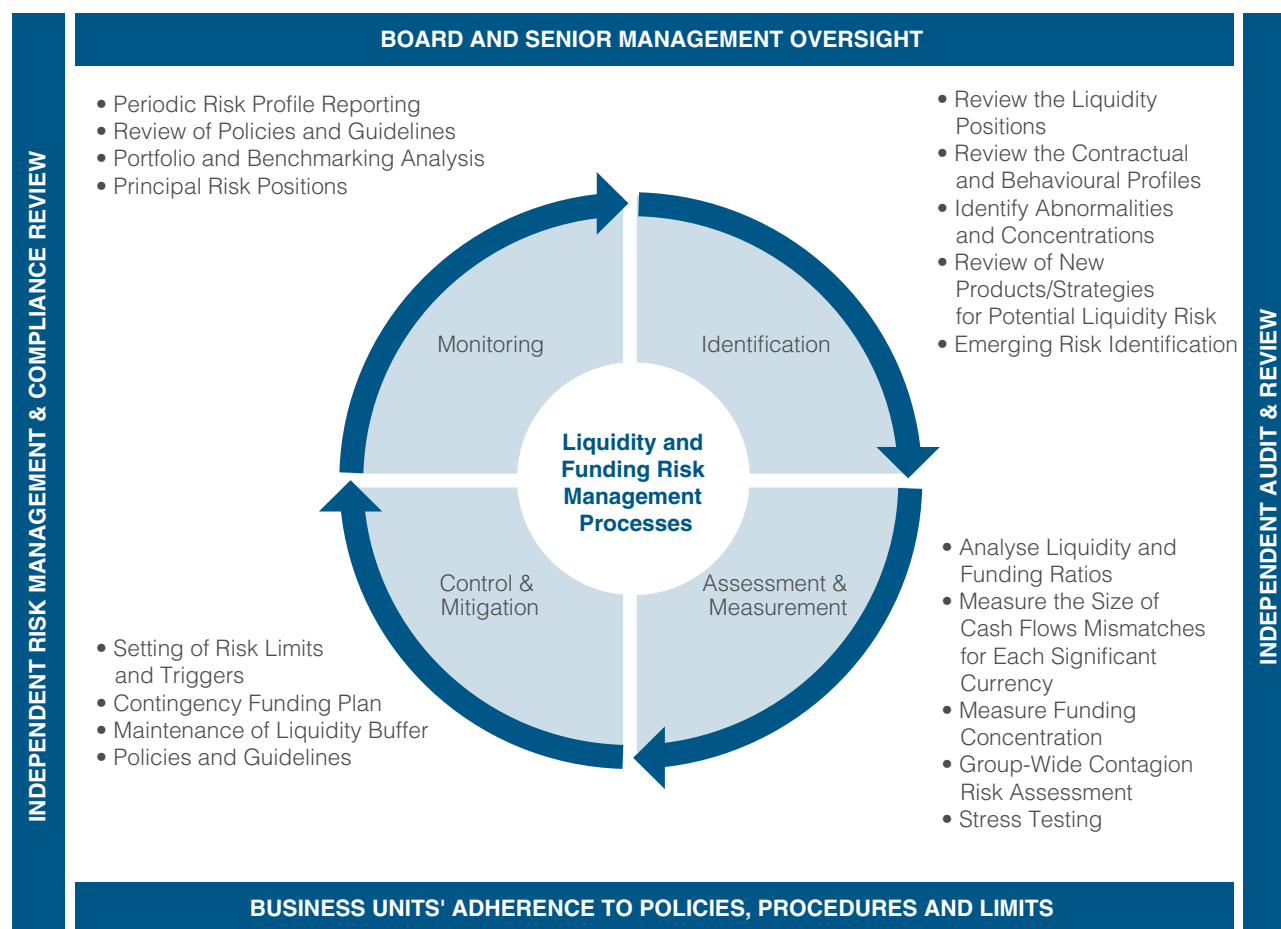 BOARD AND SENIOR MANAGEMENT OVERSIGHT
INDEPENDENT RISK MANAGEMENT & COMPLIANCE REVIEW
• Periodic Risk Profile Reporting
• Review of Policies and Guidelines
• Portfolio and Benchmarking Analysis
• Principal Risk Positions
• Review the Liquidity
Positions
• Review the Contractual
and Behavioural Profiles
• Identify Abnormalities
and Concentrations
• Review of New
Products/Strategies
for Potential Liquidity Risk
• Emerging Risk Identification
INDEPENDENT AUDIT & REVIEW
Monitoring
Identification
Liquidity and
Funding Risk
Management
Processes
Control &
Mitigation
Assessment &
Measurement
• Setting of Risk Limits
and Triggers
• Contingency Funding Plan
• Maintenance of Liquidity Buffer
• Policies and Guidelines
• Analyse Liquidity and
Funding Ratios
• Measure the Size of
Cash Flows Mismatches
for Each Significant
Currency
• Measure Funding
Concentration
• Group-Wide Contagion
Risk Assessment
• Stress Testing
BUSINESS UNITS' ADHERENCE TO POLICIES, PROCEDURES AND LIMITS